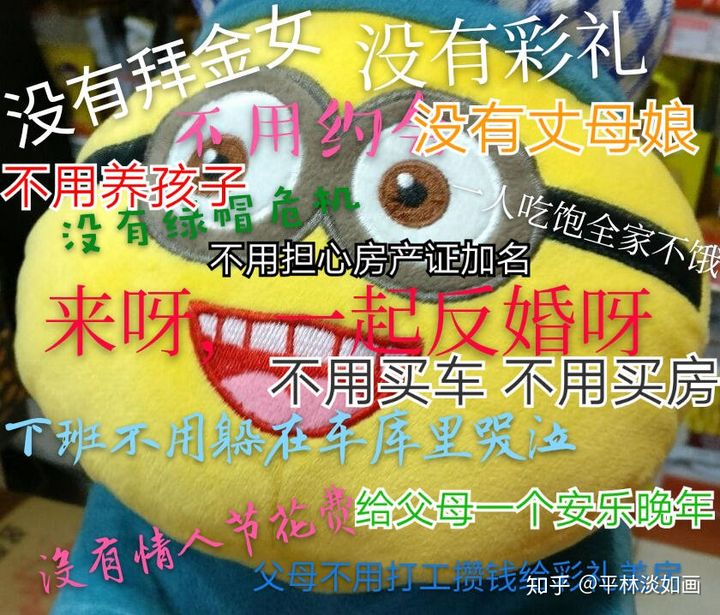 没有拜金女
没有彩礼
不用约会
没有丈母娘
不用养孩子
没有绿帽危机
一人吃饱全家不饿
不用担心房产证加名
来呀，一起反婚呀
不用买车 不用买房
下班不用躲在车库里哭泣
给父母一个安乐晚年
没有情人节花费
父母不用打工攒钱给彩礼盖房
知乎 @平林淡如画